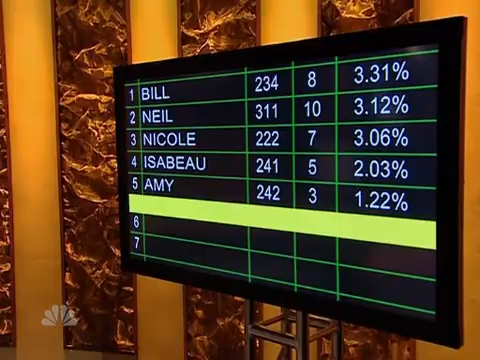 1 BILL 234 8 3.31%
2 NEIL 311 10 3.12%
3 NICOLE 222 7 3.06%
4 ISABEAU 241 5 2.03%
5 AMY 242 3 1.22%
6
7
NBC